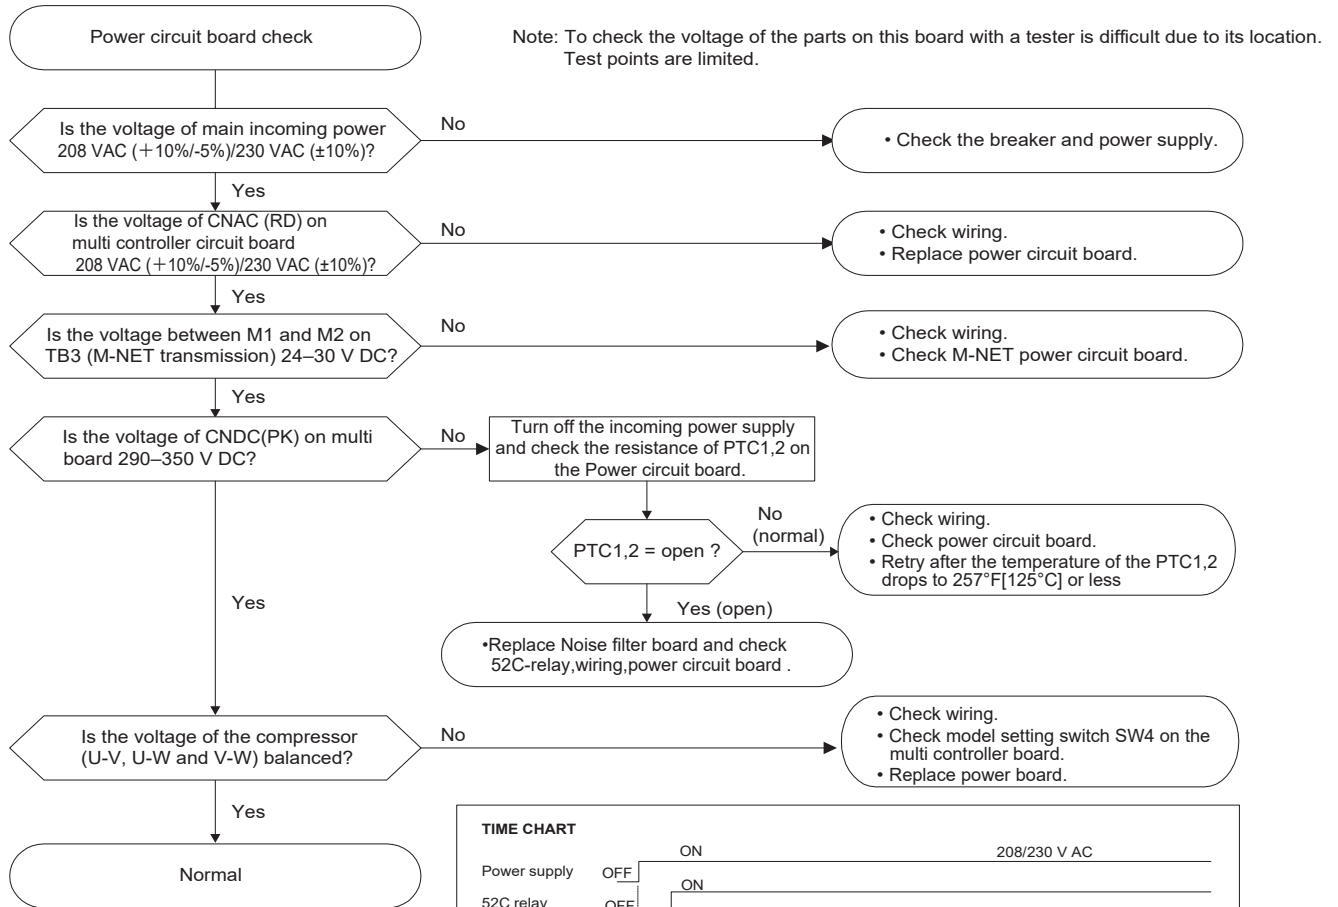 Power circuit board check
Note: To check the voltage of the parts on this board with a tester is difficult due to its location.
Test points are limited.
Is the voltage of main incoming power
208 VAC (+10%/-5%)/230 VAC (±10%)?
No
• Check the breaker and power supply.
Yes
Is the voltage of CNAC (RD) on
multi controller circuit board
208 VAC (+10%/-5%)/230 VAC (±10%)?
No
• Check wiring.
• Replace power circuit board.
Yes
Is the voltage between M1 and M2 on
TB3 (M-NET transmission) 24–30 V DC?
No
• Check wiring.
• Check M-NET power circuit board.
Yes
Is the voltage of CNDC(PK) on multi
board 290–350 V DC?
No
Turn off the incoming power supply
and check the resistance of PTC1,2 on
the Power circuit board.
PTC1,2 = open ?
No
(normal)
• Check wiring.
• Check power circuit board.
• Retry after the temperature of the PTC1,2
drops to 257°F[125°C] or less
Yes (open)
•Replace Noise filter board and check
52C-relay,wiring,power circuit board .
Yes
Is the voltage of the compressor
(U-V, U-W and V-W) balanced?
No
• Check wiring.
• Check model setting switch SW4 on the
multi controller board.
• Replace power board.
Yes
Normal
TIME CHART
Power supply
OFF
ON
208/230 V AC
52C relay
OFF
ON